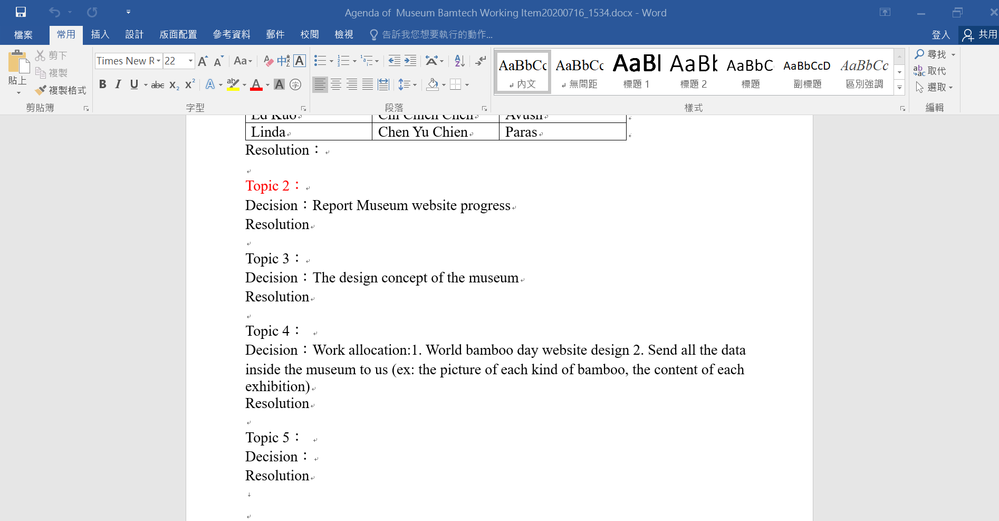 Agenda of  Museum Bamtech Working Item20200716_1534.docx - Word
檔案 常用 插入 設計 版面配置 參考資料 郵件 校閱 檢視 告訴我您想要執行的動作... 登入 共用
貼上 剪下 複製 複製格式
Times New R 22
AaBbCc AaBbCc AaBl AaBb AaBbC AaBbCcD AaBbCc
內文 無間距 標題 1 標題 2 標題 副標題 區別強調
尋找 取代 選取
剪貼簿 字型 段落 樣式 編輯
Ed Kuo Chi Chien Chen
Linda Chen Yu Chien Paras
Resolution：
Topic 2：
Decision：Report Museum website progress
Resolution
Topic 3：
Decision：The design concept of the museum
Resolution
Topic 4：
Decision：Work allocation:1. World bamboo day website design 2. Send all the data
inside the museum to us (ex: the picture of each kind of bamboo, the content of each
exhibition)
Resolution
Topic 5：
Decision：
Resolution